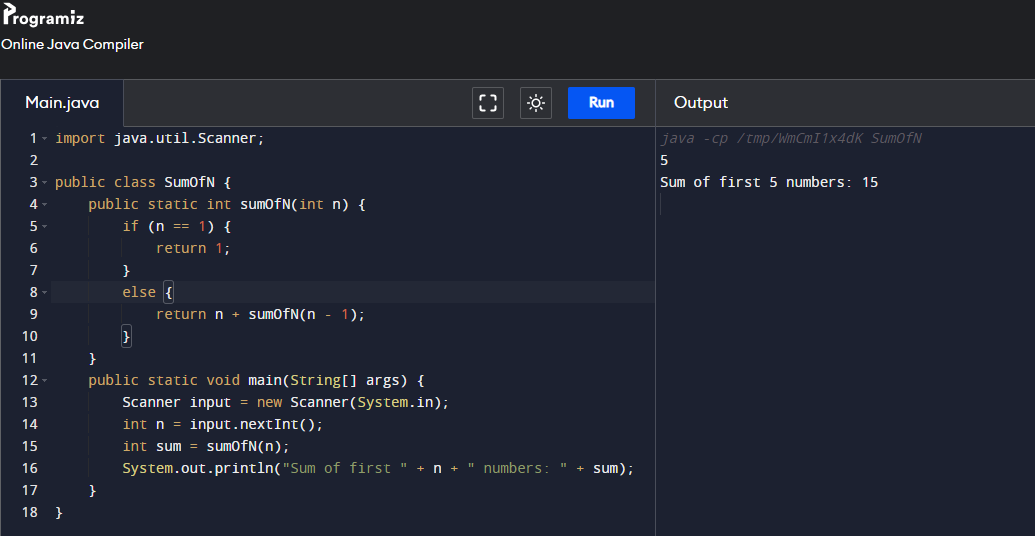 Programiz
Online Java Compiler
Main.java
Run
Output
1 import java.util.Scanner;
2
3 public class SumOfN {
4     public static int sumOfN(int n) {
5         if (n == 1) {
6             return 1;
7         }
8         else {
9             return n + sumOfN(n - 1);
10         }
11     }
12     public static void main(String[] args) {
13         Scanner input = new Scanner(System.in);
14         int n = input.nextInt();
15         int sum = sumOfN(n);
16         System.out.println("Sum of first " + n + " numbers: " + sum);
17     }
18 }
java -cp /tmp/WmCmI1x4dK SumOfN
5
Sum of first 5 numbers: 15